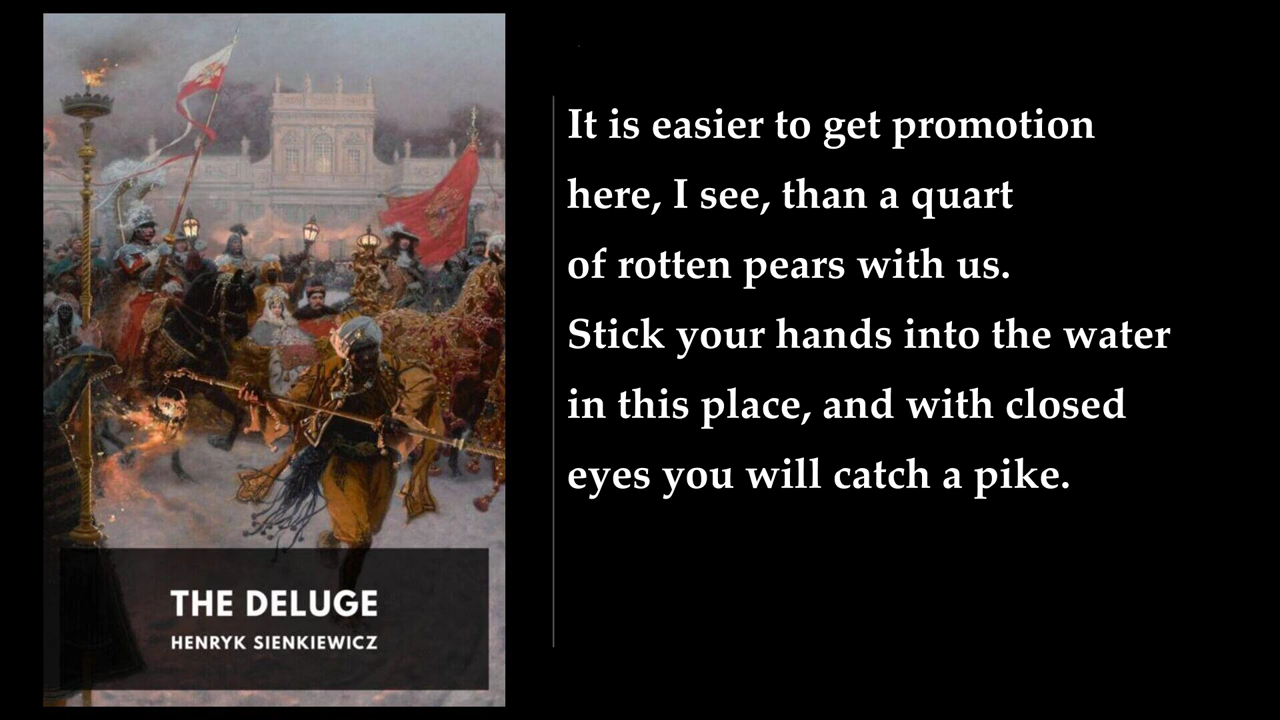 It is easier to get promotion
here, I see, than a quart
of rotten pears with us.
Stick your hands into the water
in this place, and with closed
eyes you will catch a pike.
THE DELUGE
HENRYK SIENKIEWICZ